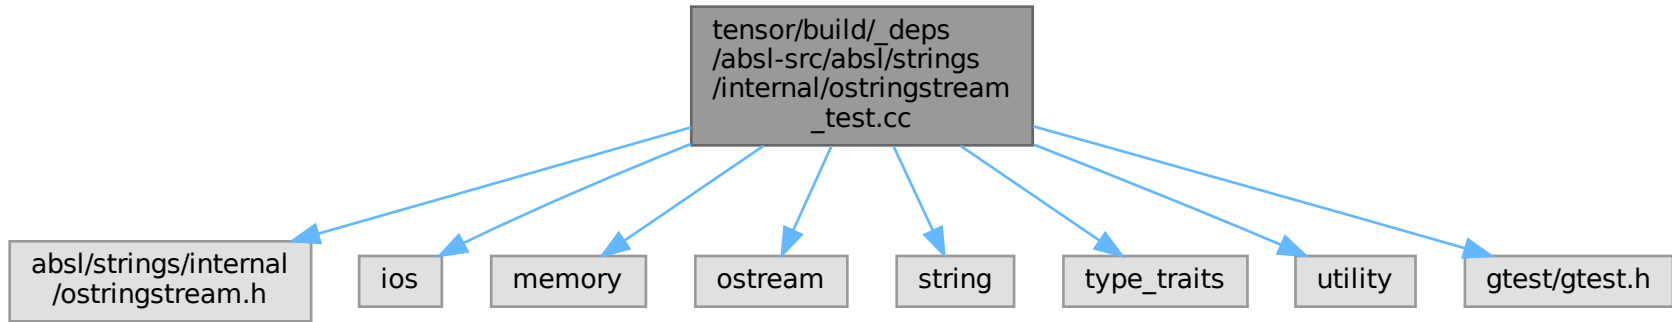 tensor/build/_deps
/absl-src/absl/strings
/internal/ostringstream
_test.cc
absl/strings/internal
/ostringstream.h
ios
memory
ostream
string
type_traits
utility
gtest/gtest.h